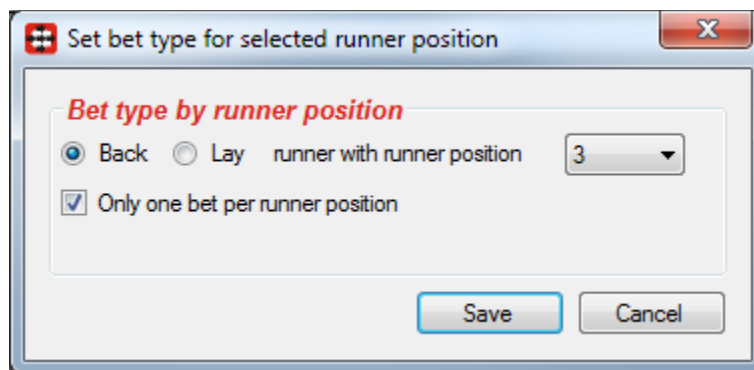 Set bet type for selected runner position
Bet type by runner position
Back Lay runner with runner position 3
Only one bet per runner position
Save Cancel